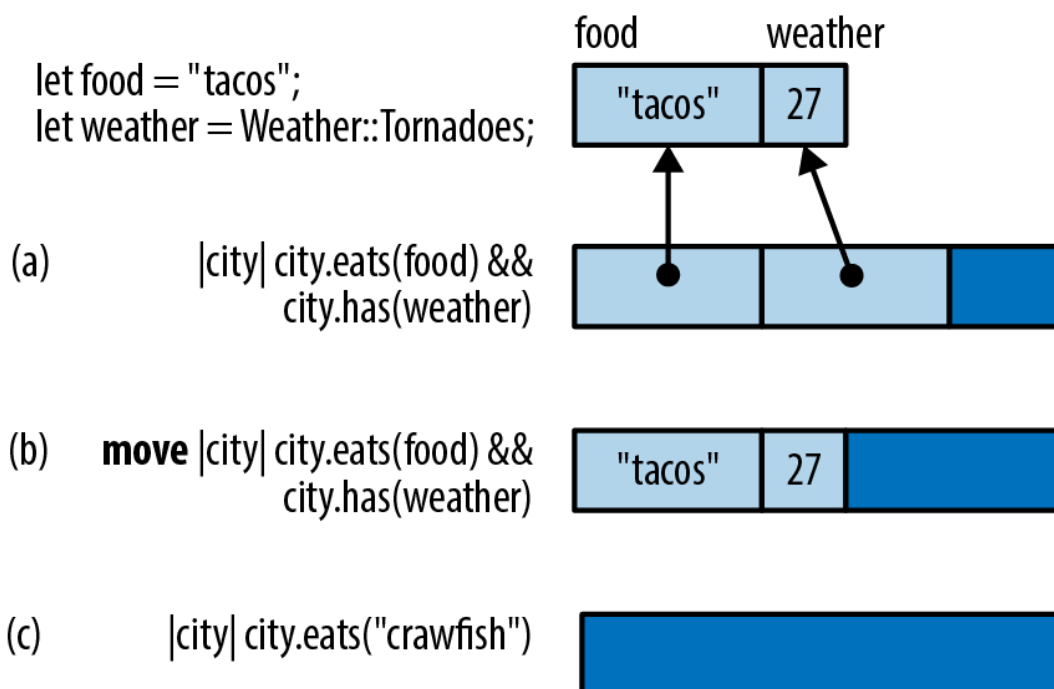 food weather
let food = "tacos";
let weather = Weather::Tornadoes;
"tacos" 27
(a) |city| city.eats(food) &&
city.has(weather)
(b) move |city| city.eats(food) &&
city.has(weather)
"tacos" 27
(c) |city| city.eats("crawfish")